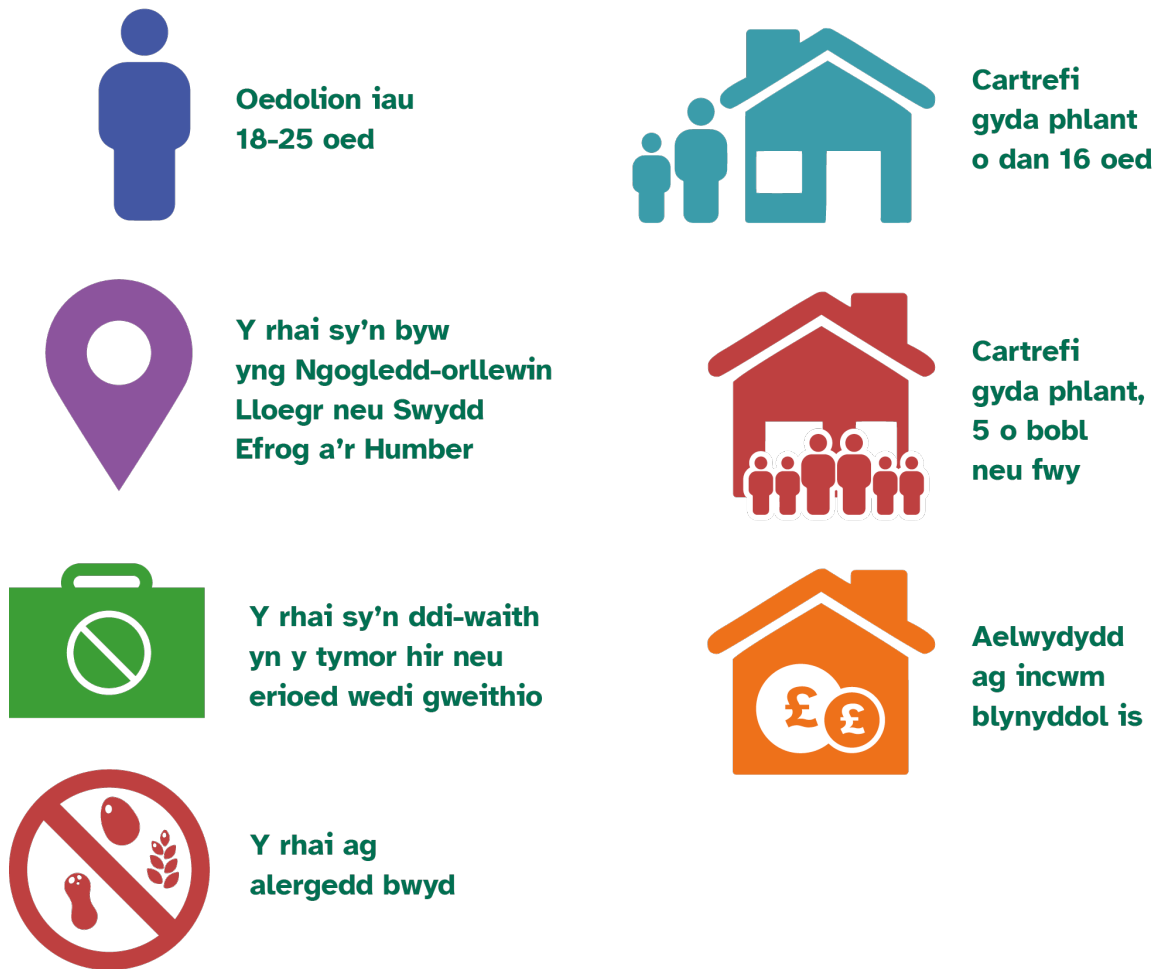 Oedolion iau
18-25 oed
Cartrefi
gyda phlant
o dan 16 oed
Y rhai sy’n byw
yng Ngogledd-orllewin
Lloegr neu Swydd
Efrog a’r Humber
Cartrefi
gyda phlant,
5 o bobl
neu fwy
Y rhai sy’n ddi-waith
yn y tymor hir neu
erioed wedi gweithio
Aelwydydd
ag incwm
blynyddol is
£ £
Y rhai ag
alergedd bwyd